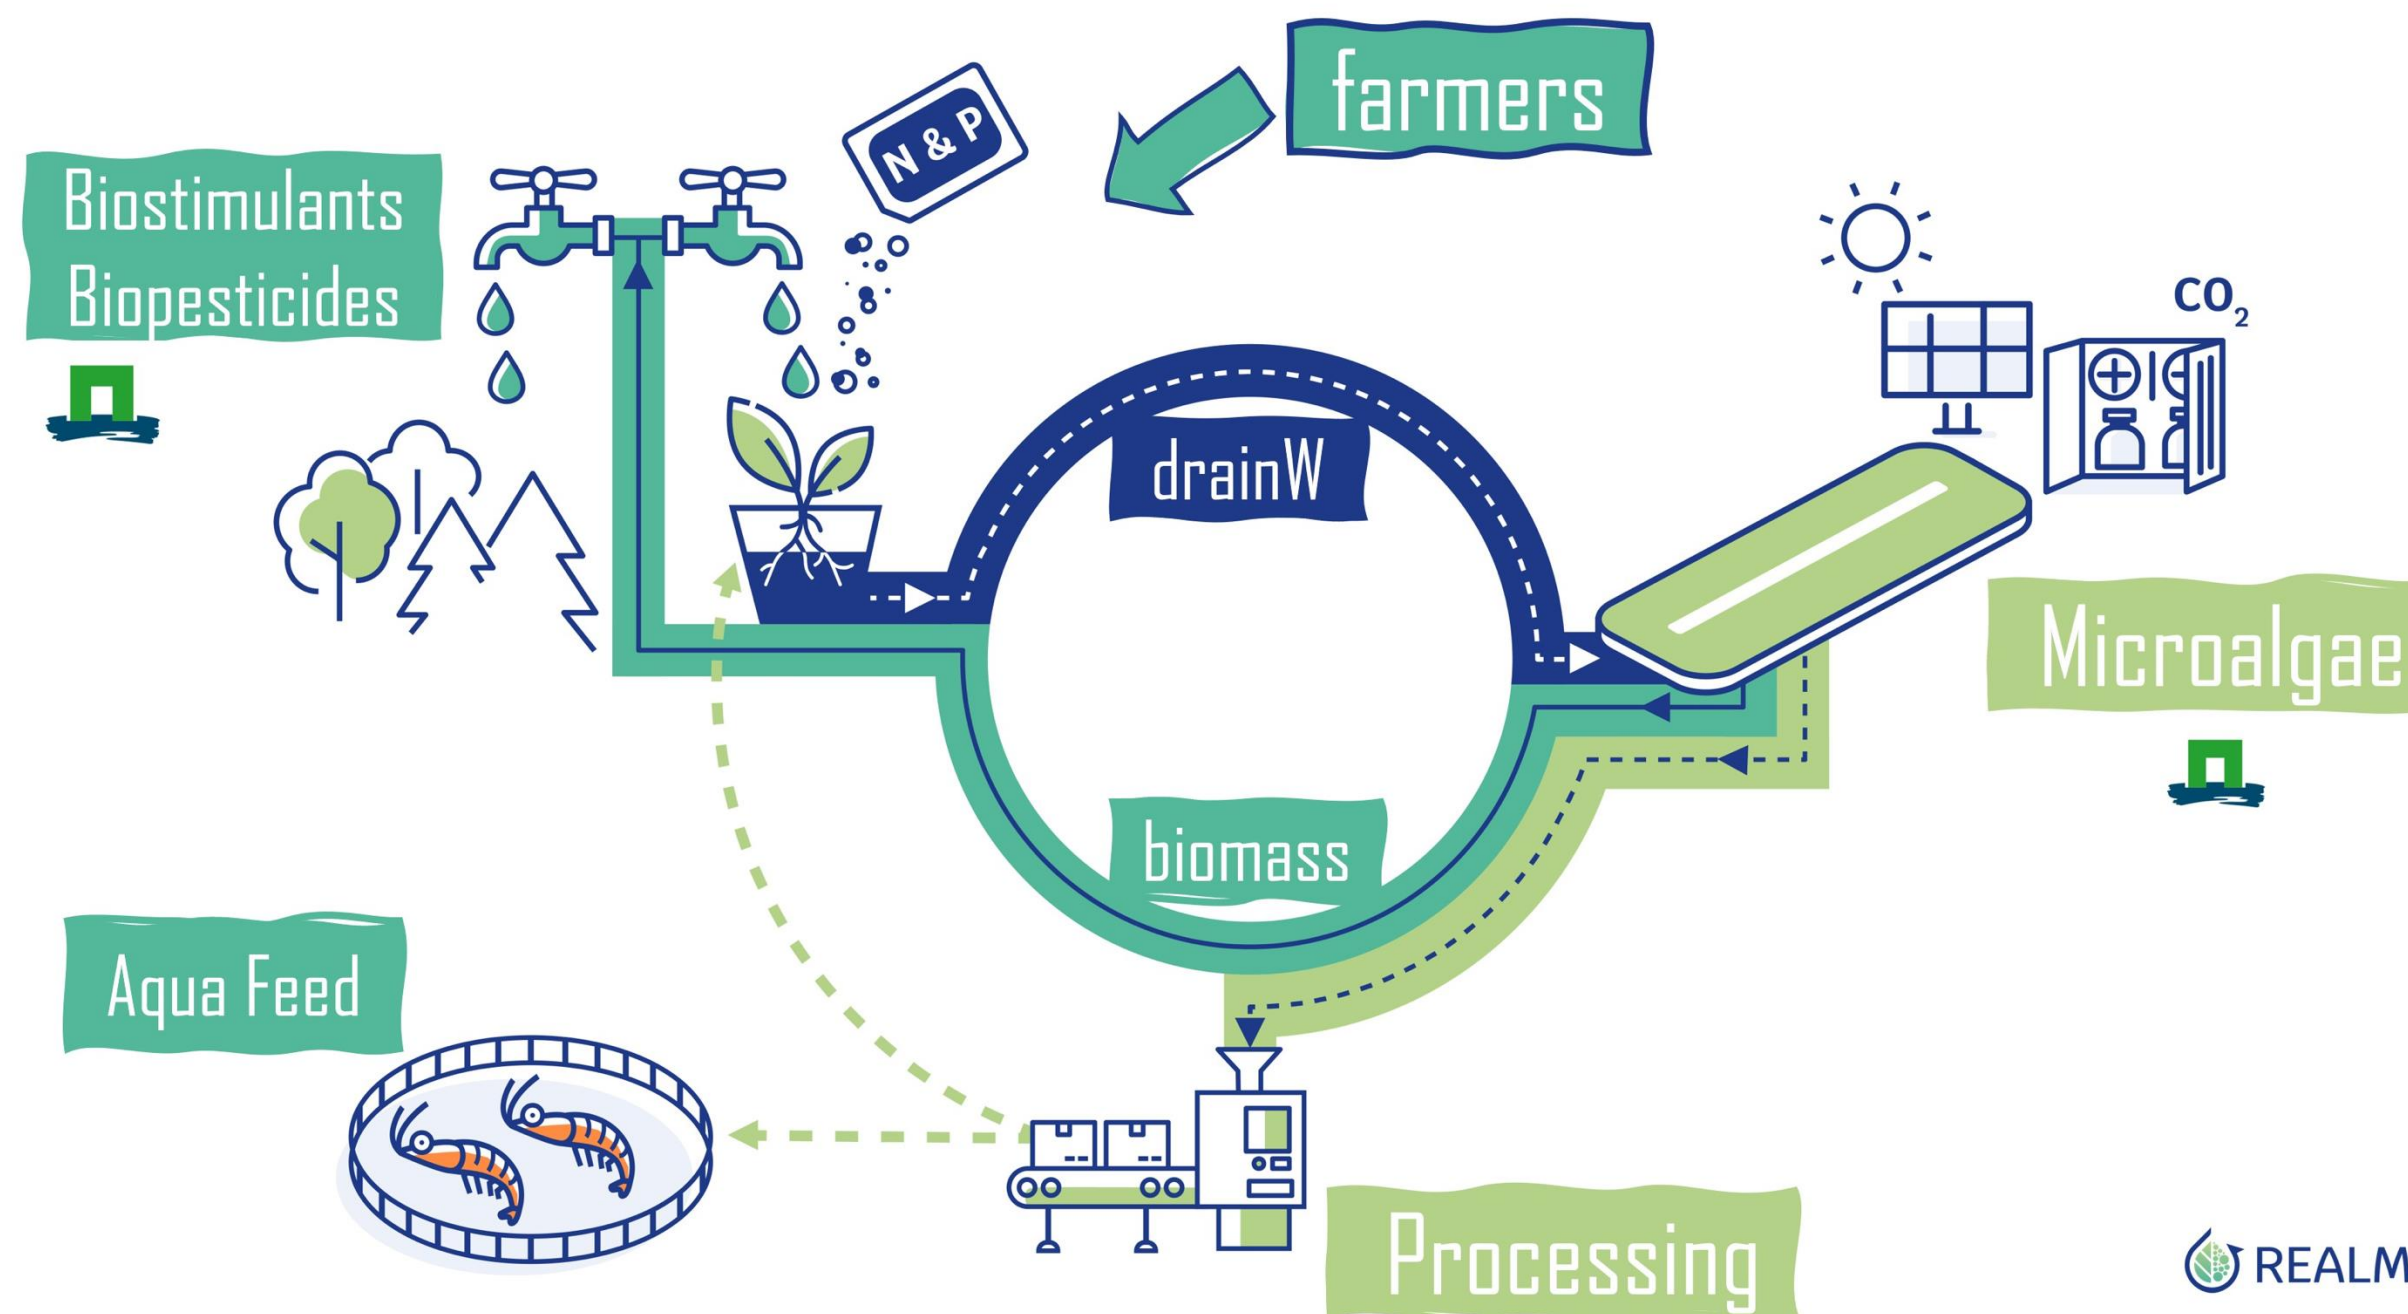 farmers
N & P
Biostimulants
Biopesticides
CO₂
drainW
Microalgae
biomass
Aqua Feed
Processing
REALM